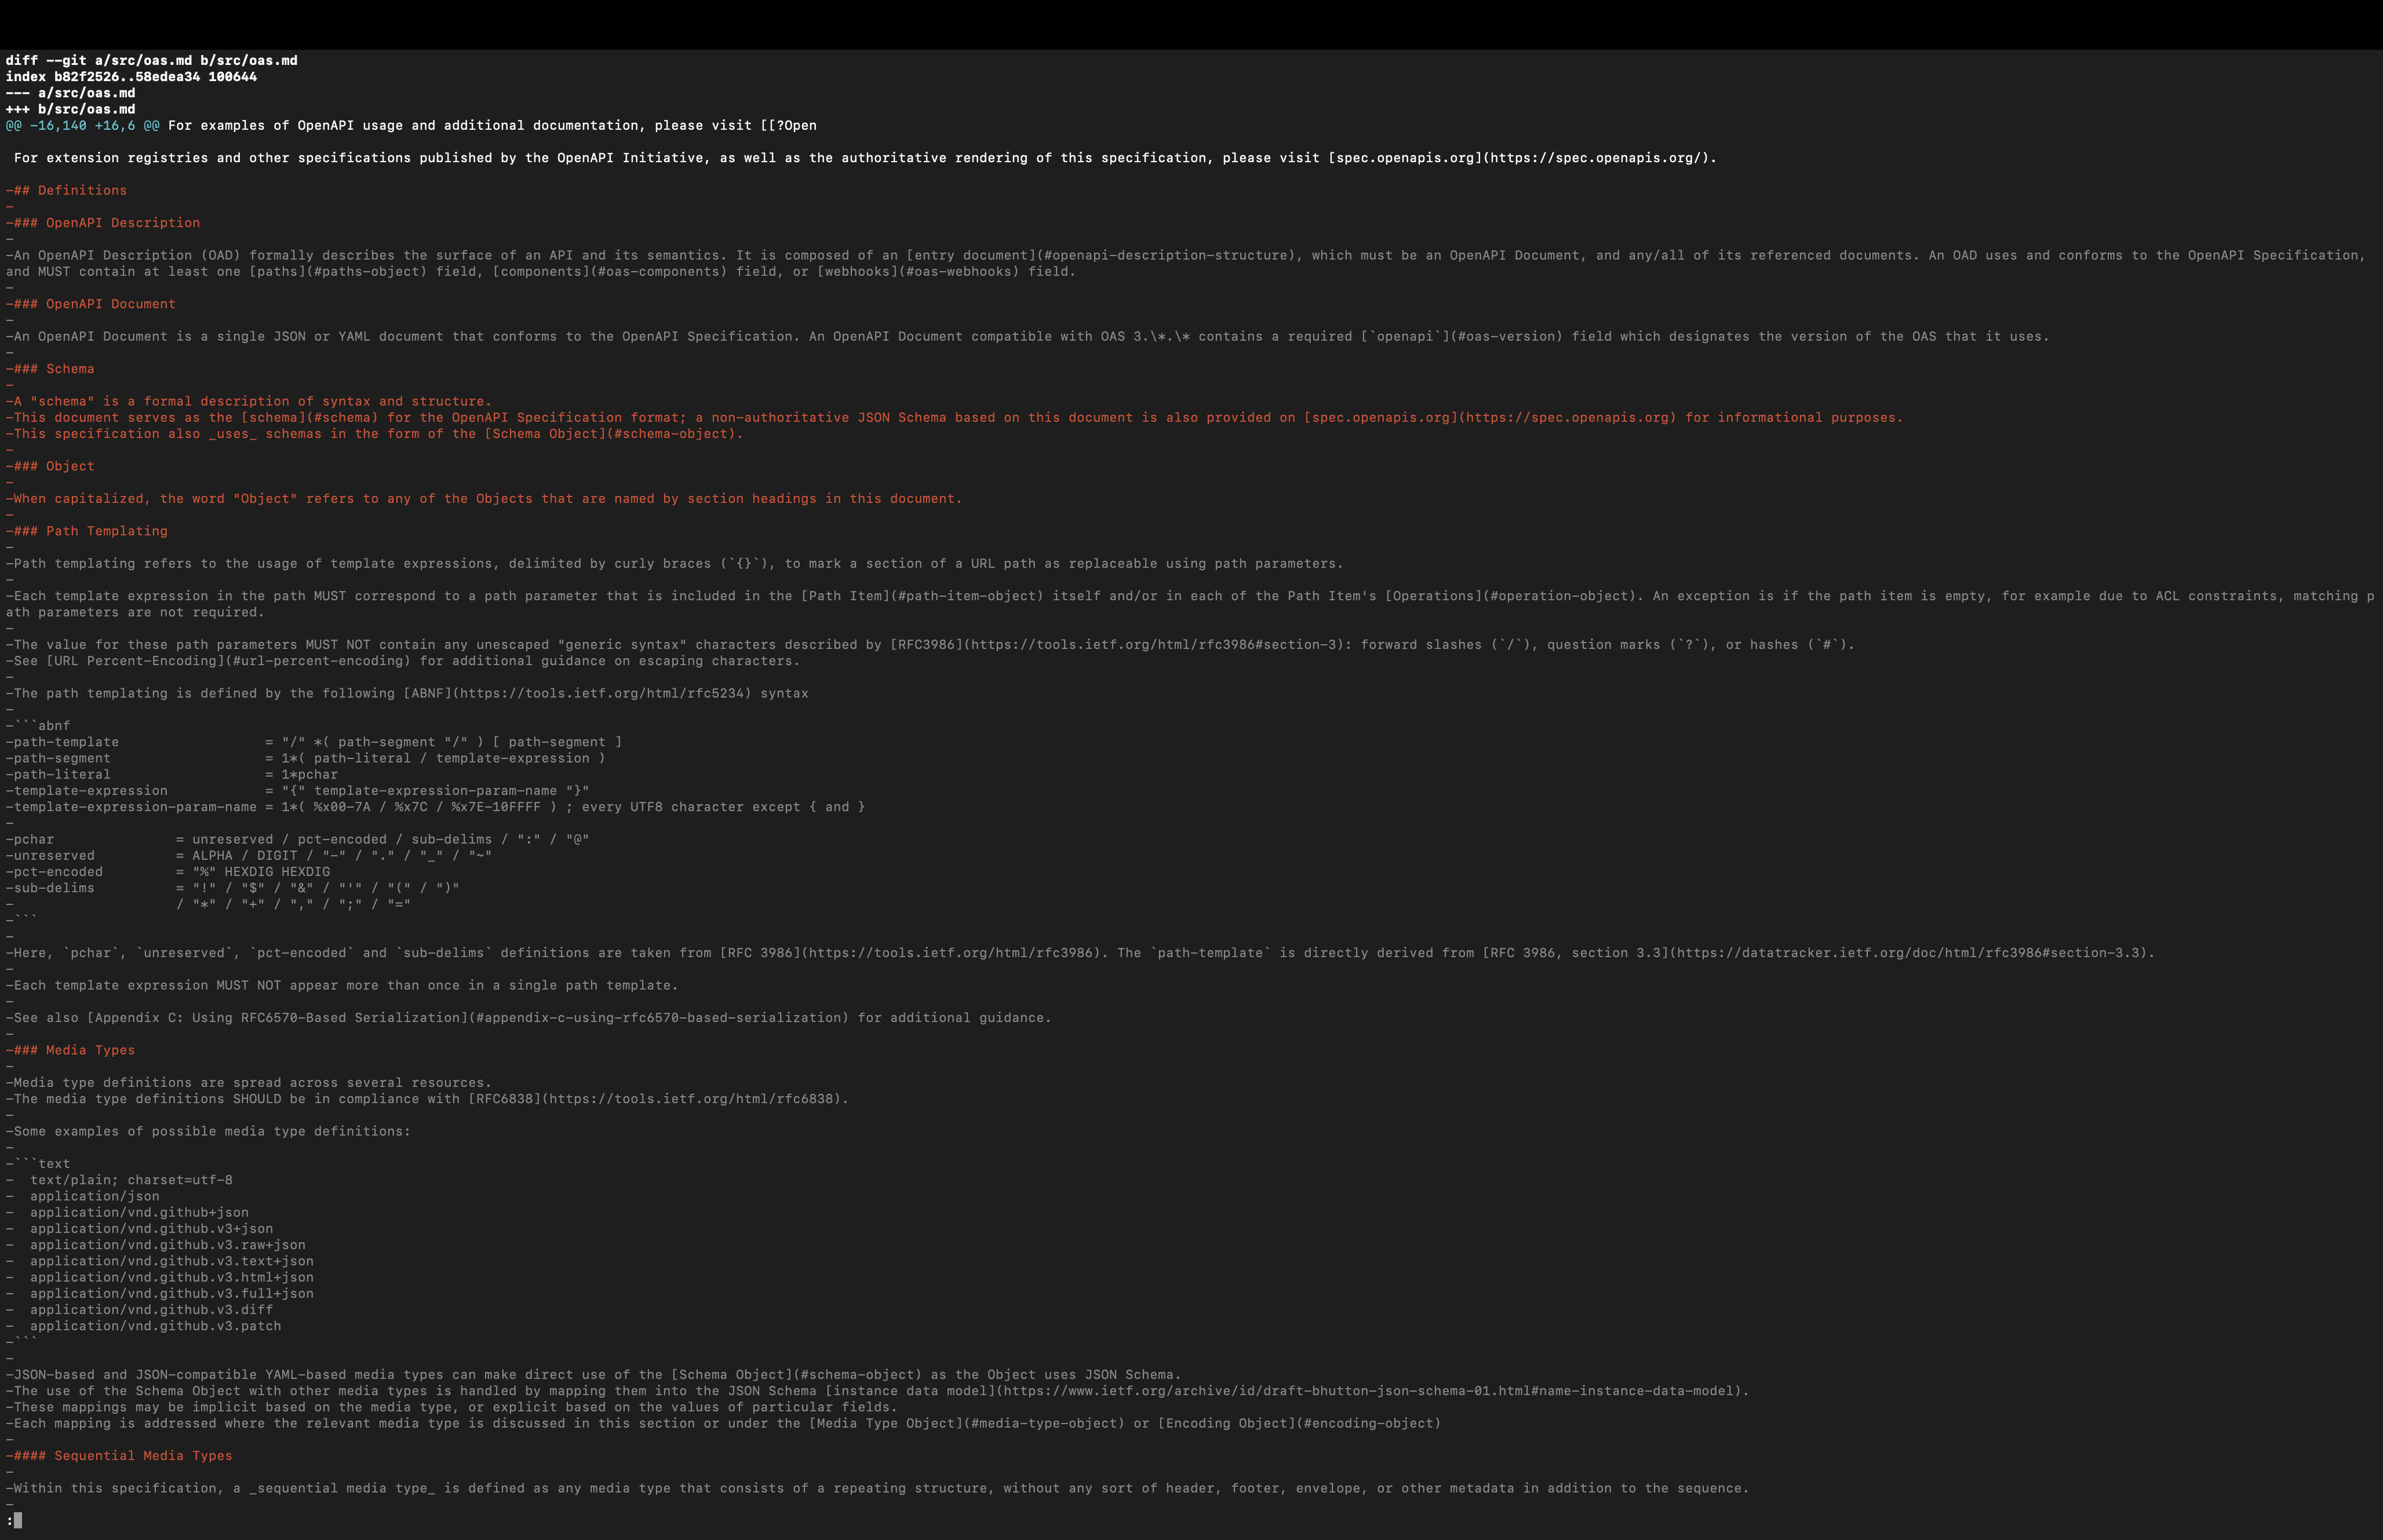 diff --git a/src/oas.md b/src/oas.md
index b82f2526..58edea34 100644
--- a/src/oas.md
+++ b/src/oas.md
@@ -16,140 +16,6 @@ For examples of OpenAPI usage and additional documentation, please visit [[?Open

 For extension registries and other specifications published by the OpenAPI Initiative, as well as the authoritative rendering of this specification, please visit [spec.openapis.org](https://spec.openapis.org/).

-## Definitions
-
-### OpenAPI Description
-
-An OpenAPI Description (OAD) formally describes the surface of an API and its semantics. It is composed of an [entry document](#openapi-description-structure), which must be an OpenAPI Document, and any/all of its referenced documents. An OAD uses and conforms to the OpenAPI Specification,
and MUST contain at least one [paths](#paths-object) field, [components](#oas-components) field, or [webhooks](#oas-webhooks) field.
-
-### OpenAPI Document
-
-An OpenAPI Document is a single JSON or YAML document that conforms to the OpenAPI Specification. An OpenAPI Document compatible with OAS 3.\*.\* contains a required [`openapi`](#oas-version) field which designates the version of the OAS that it uses.
-
-### Schema
-
-A "schema" is a formal description of syntax and structure.
-This document serves as the [schema](#schema) for the OpenAPI Specification format; a non-authoritative JSON Schema based on this document is also provided on [spec.openapis.org](https://spec.openapis.org) for informational purposes.
-This specification also _uses_ schemas in the form of the [Schema Object](#schema-object).
-
-### Object
-
-When capitalized, the word "Object" refers to any of the Objects that are named by section headings in this document.
-
-### Path Templating
-
-Path templating refers to the usage of template expressions, delimited by curly braces (`{}`), to mark a section of a URL path as replaceable using path parameters.
-
-Each template expression in the path MUST correspond to a path parameter that is included in the [Path Item](#path-item-object) itself and/or in each of the Path Item's [Operations](#operation-object). An exception is if the path item is empty, for example due to ACL constraints, matching p
ath parameters are not required.
-
-The value for these path parameters MUST NOT contain any unescaped "generic syntax" characters described by [RFC3986](https://tools.ietf.org/html/rfc3986#section-3): forward slashes (`/`), question marks (`?`), or hashes (`#`).
-See [URL Percent-Encoding](#url-percent-encoding) for additional guidance on escaping characters.
-
-The path templating is defined by the following [ABNF](https://tools.ietf.org/html/rfc5234) syntax
-
-```abnf
-path-template                  = "/" *( path-segment "/" ) [ path-segment ]
-path-segment                   = 1*( path-literal / template-expression )
-path-literal                   = 1*pchar
-template-expression            = "{" template-expression-param-name "}"
-template-expression-param-name = 1*( %x00-7A / %x7C / %x7E-10FFFF ) ; every UTF8 character except { and }
-
-pchar               = unreserved / pct-encoded / sub-delims / ":" / "@"
-unreserved          = ALPHA / DIGIT / "-" / "." / "_" / "~"
-pct-encoded         = "%" HEXDIG HEXDIG
-sub-delims          = "!" / "$" / "&" / "'" / "(" / ")"
-                    / "*" / "+" / "," / ";" / "="
-```
-
-Here, `pchar`, `unreserved`, `pct-encoded` and `sub-delims` definitions are taken from [RFC 3986](https://tools.ietf.org/html/rfc3986). The `path-template` is directly derived from [RFC 3986, section 3.3](https://datatracker.ietf.org/doc/html/rfc3986#section-3.3).
-
-Each template expression MUST NOT appear more than once in a single path template.
-
-See also [Appendix C: Using RFC6570-Based Serialization](#appendix-c-using-rfc6570-based-serialization) for additional guidance.
-
-### Media Types
-
-Media type definitions are spread across several resources.
-The media type definitions SHOULD be in compliance with [RFC6838](https://tools.ietf.org/html/rfc6838).
-
-Some examples of possible media type definitions:
-
-```text
-  text/plain; charset=utf-8
-  application/json
-  application/vnd.github+json
-  application/vnd.github.v3+json
-  application/vnd.github.v3.raw+json
-  application/vnd.github.v3.text+json
-  application/vnd.github.v3.html+json
-  application/vnd.github.v3.full+json
-  application/vnd.github.v3.diff
-  application/vnd.github.v3.patch
-```
-
-JSON-based and JSON-compatible YAML-based media types can make direct use of the [Schema Object](#schema-object) as the Object uses JSON Schema.
-The use of the Schema Object with other media types is handled by mapping them into the JSON Schema [instance data model](https://www.ietf.org/archive/id/draft-bhutton-json-schema-01.html#name-instance-data-model).
-These mappings may be implicit based on the media type, or explicit based on the values of particular fields.
-Each mapping is addressed where the relevant media type is discussed in this section or under the [Media Type Object](#media-type-object) or [Encoding Object](#encoding-object)
-
-#### Sequential Media Types
-
-Within this specification, a _sequential media type_ is defined as any media type that consists of a repeating structure, without any sort of header, footer, envelope, or other metadata in addition to the sequence.
-
: